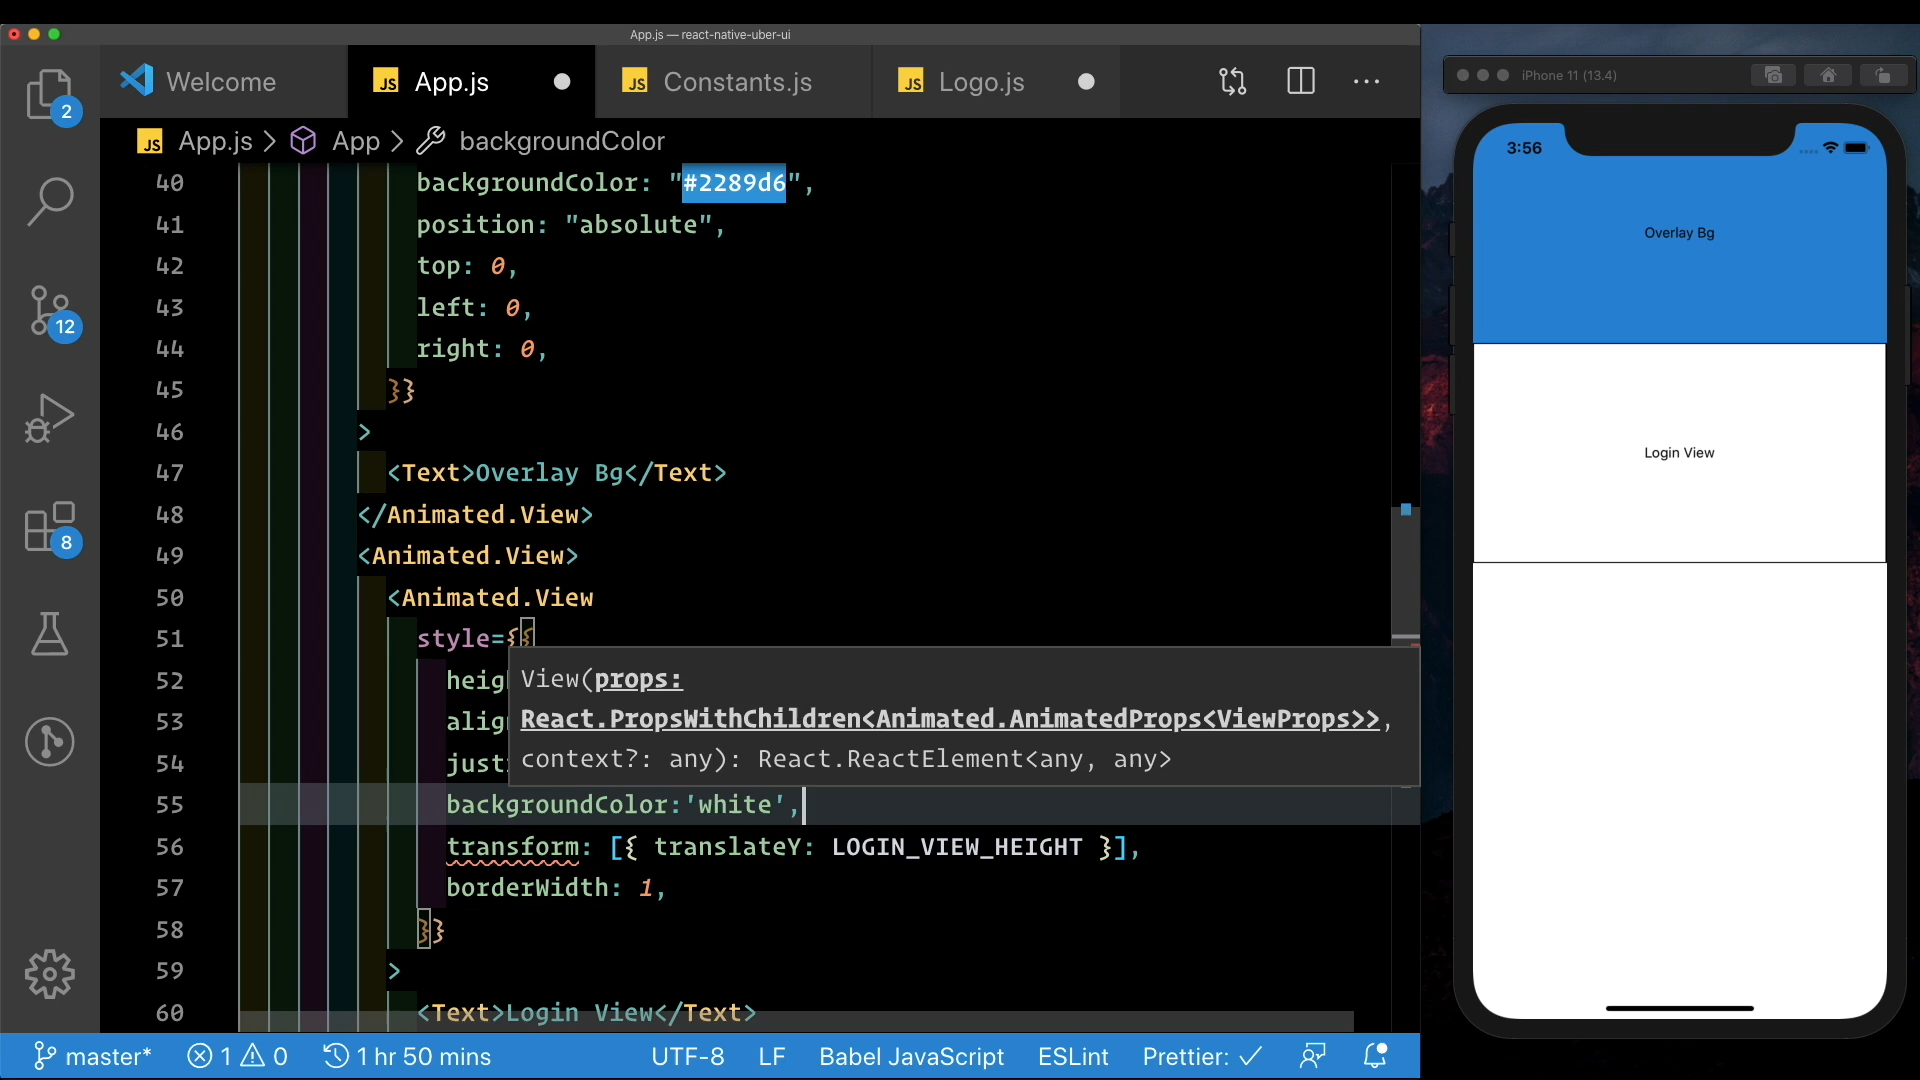 App.js — react-native-uber-ui
Welcome
JS App.js
JS Constants.js
JS Logo.js
2
12
8
JS App.js > App > backgroundColor
40 backgroundColor: "#2289d6",
41 position: "absolute",
42 top: 0,
43 left: 0,
44 right: 0,
45 }}
46 >
47 <Text>Overlay Bg</Text>
48 </Animated.View>
49 <Animated.View>
50 <Animated.View
51 style={{
52 heig
53 alig
54 just
View(props:
React.PropsWithChildren<Animated.AnimatedProps<ViewProps>>,
context?: any): React.ReactElement<any, any>
55 backgroundColor:'white',
56 transform: [{ translateY: LOGIN_VIEW_HEIGHT }],
57 borderWidth: 1,
58 }}
59 >
60 <Text>Login View</Text>
master* 1 0 1 hr 50 mins UTF-8 LF Babel JavaScript ESLint Prettier: ✓
iPhone 11 (13.4)
3:56
Overlay Bg
Login View